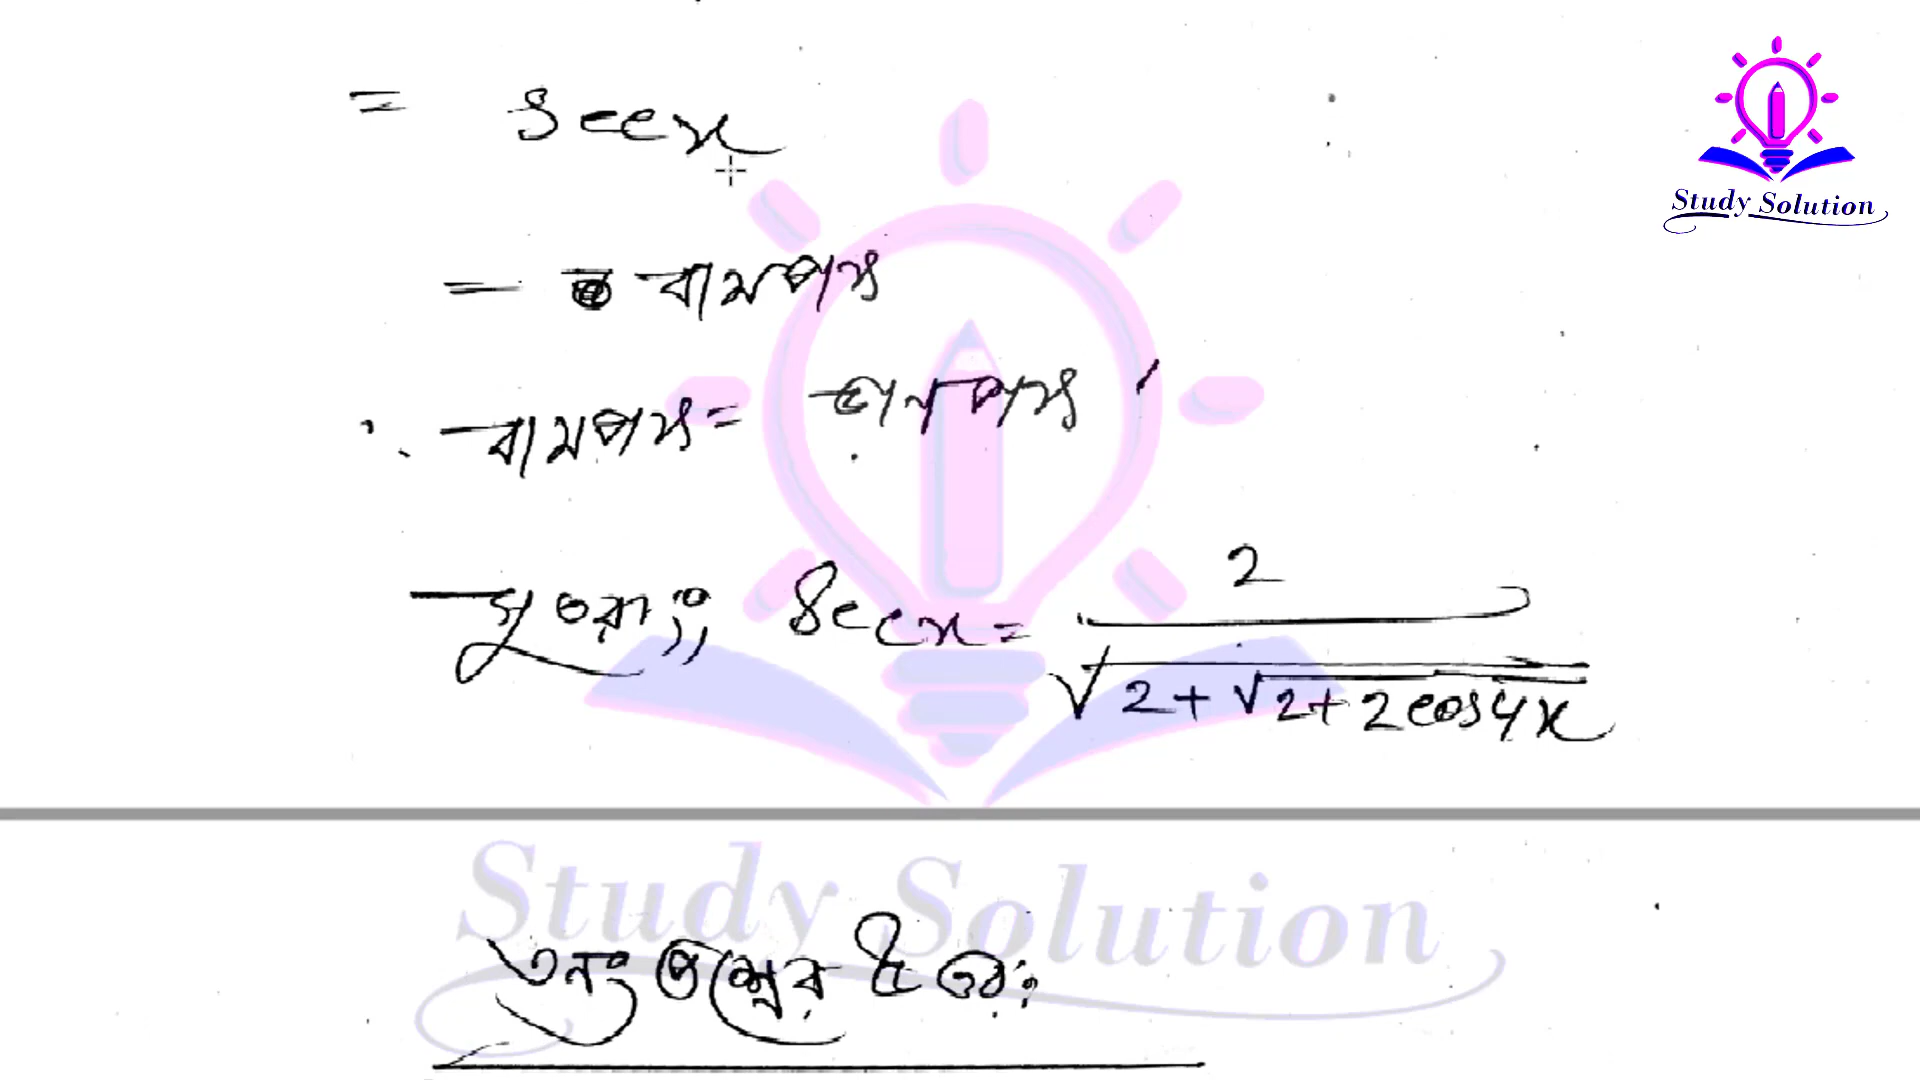 = secx
= বামপক্ষ
∴ বামপক্ষ = ডানপক্ষ ।
সুতরাং, secx = 2 / √(2+√(2+2cos4x))
৩নং প্রশ্নের উত্তরঃ
Study Solution
Study Solution